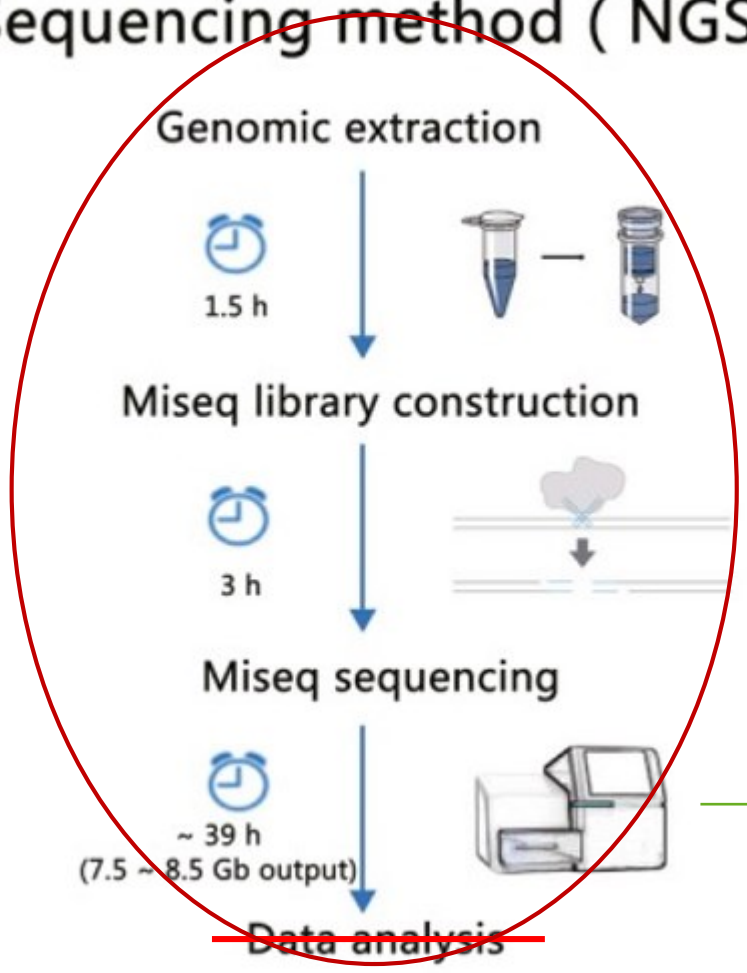 equencing method ( NGS
Genomic extraction
1.5 h
Miseq library construction
3 h
Miseq sequencing
~ 39 h
(7.5 ~ 8.5 Gb output)
Data analysis